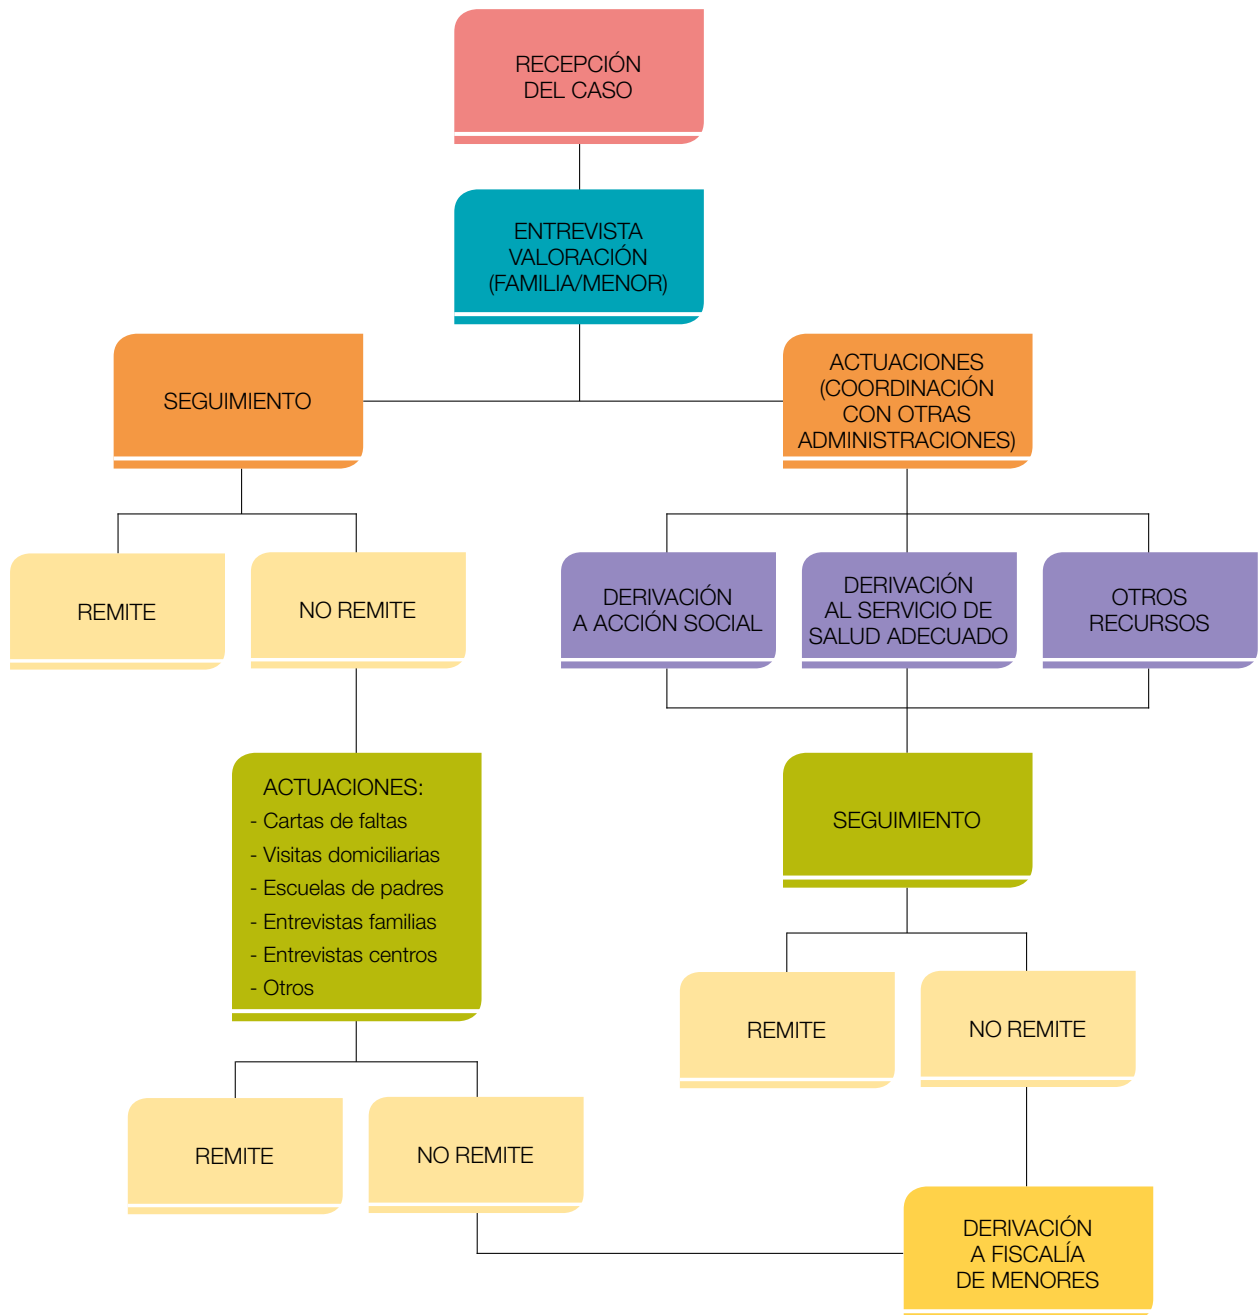 RECEPCIÓN
DEL CASO
ENTREVISTA
VALORACIÓN
(FAMILIA/MENOR)
SEGUIMIENTO
ACTUACIONES
(COORDINACIÓN
CON OTRAS
ADMINISTRACIONES)
REMITE
NO REMITE
DERIVACIÓN
A ACCIÓN SOCIAL
DERIVACIÓN
AL SERVICIO DE
SALUD ADECUADO
OTROS
RECURSOS
ACTUACIONES:
- Cartas de faltas
- Visitas domiciliarias
- Escuelas de padres
- Entrevistas familias
- Entrevistas centros
- Otros
SEGUIMIENTO
REMITE
NO REMITE
REMITE
NO REMITE
DERIVACIÓN
A FISCALÍA
DE MENORES